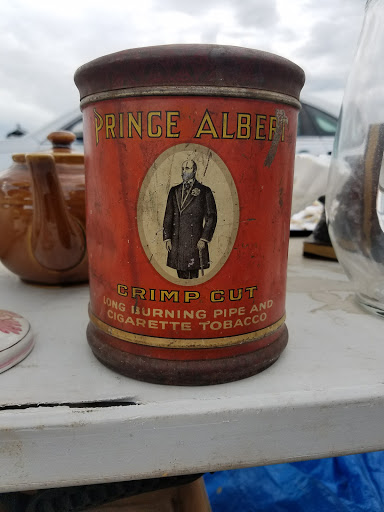 PRINCE ALBERT
CRIMP CUT
LONG BURNING PIPE AND
CIGARETTE TOBACCO